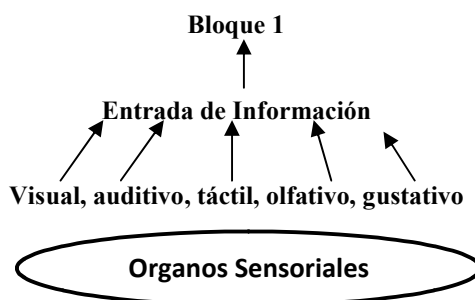 Bloque 1
Entrada de Información
Visual, auditivo, táctil, olfativo, gustativo
Organos Sensoriales